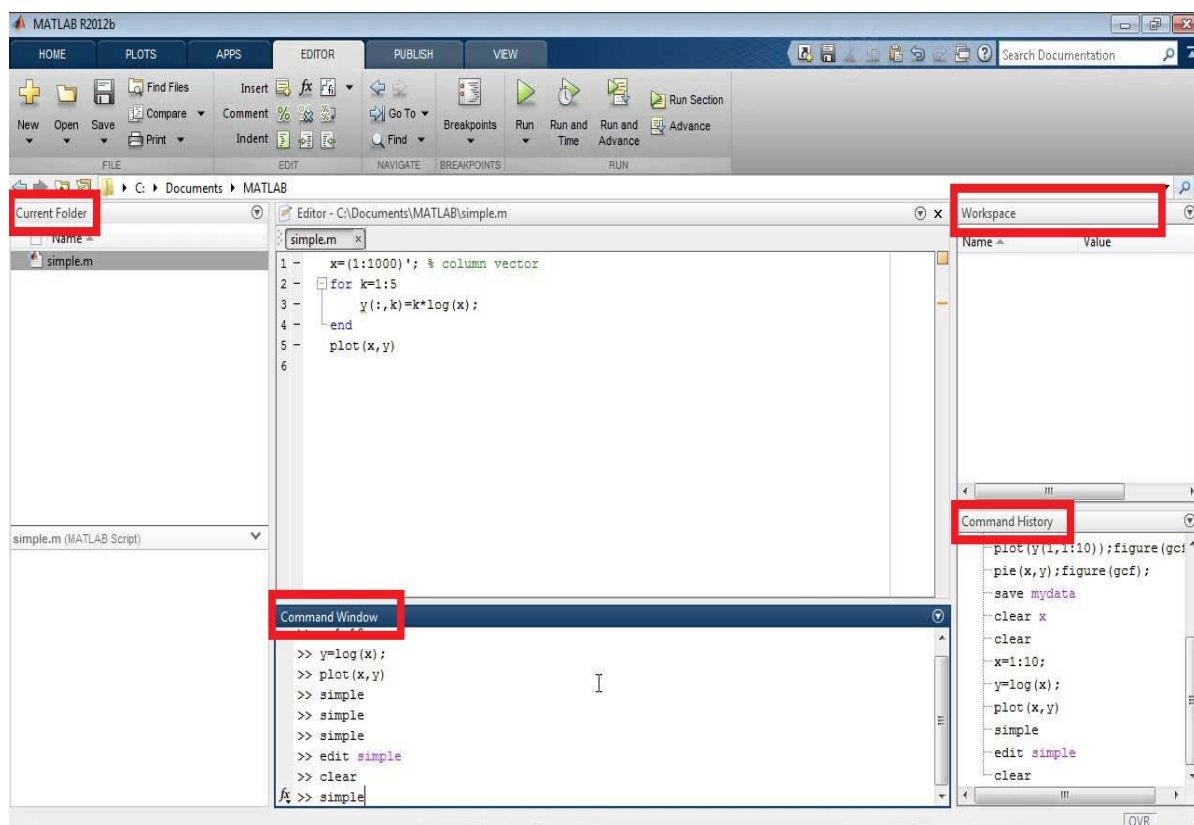 MATLAB R2012b
HOME PLOTS APPS EDITOR PUBLISH VIEW Search Documentation
Find Files Insert fx
Compare Comment % Go To Run Section
Print Indent Find Advance
New Open Save Breakpoints Run Run and Time Run and Advance
FILE EDIT NAVIGATE BREAKPOINTS RUN
C: Documents MATLAB
Current Folder
Name
simple.m
simple.m (MATLAB Script)
Editor - C:\Documents\MATLAB\simple.m
simple.m x
1 - x=(1:1000)'; % column vector
2 - for k=1:5
3 - y(:,k)=k*log(x);
4 - end
5 - plot(x,y)
6
Command Window
>> y=log(x);
>> plot(x,y)
>> simple
>> simple
>> simple
>> edit simple
>> clear
fx >> simple
Workspace
Name Value
Command History
plot(y(1,1:10));figure(gcf
pie(x,y);figure(gcf);
save mydata
clear x
clear
x=1:10;
y=log(x);
plot(x,y)
simple
edit simple
clear
OVR